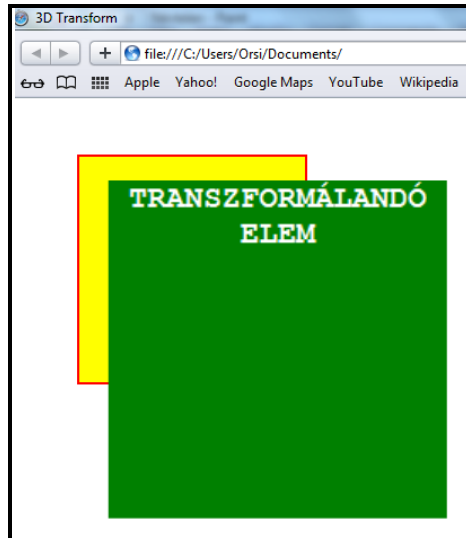 3D Transform
file:///C:/Users/Orsi/Documents/
Apple Yahoo! Google Maps YouTube Wikipedia
TRANSZFORMÁLANDÓ
ELEM